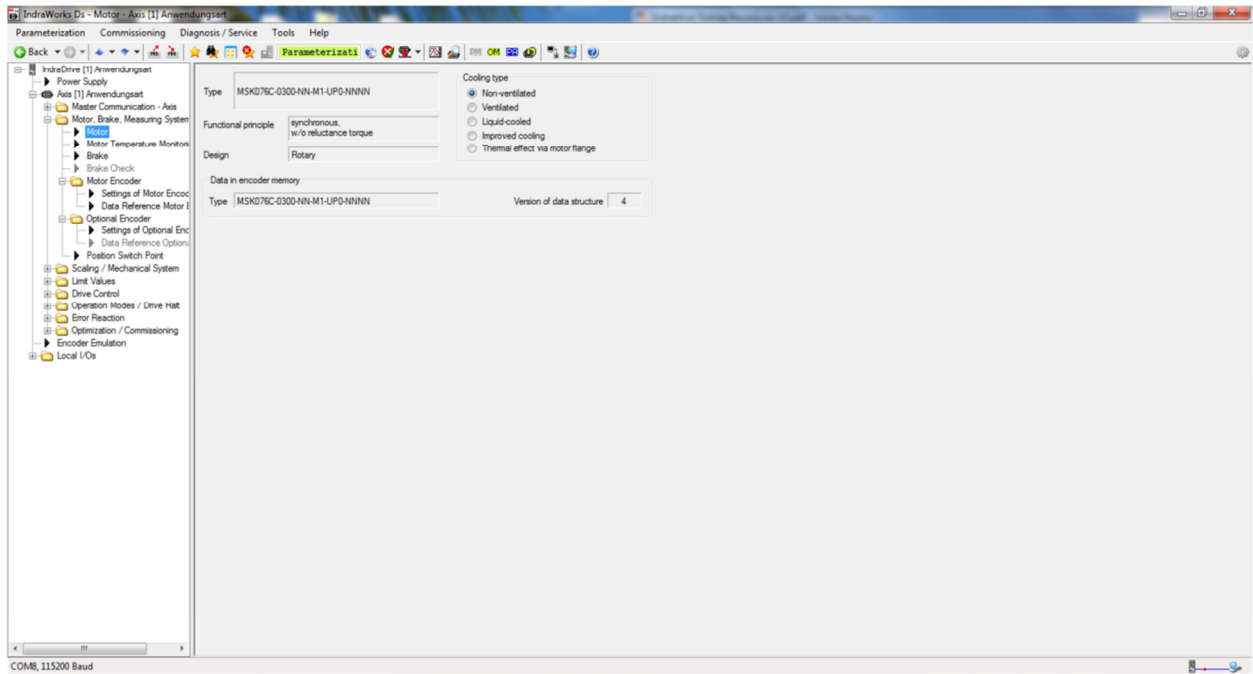 IndraWorks Ds - Motor - Axis [1] Anwendungsart
Parameterization Commissioning Diagnosis / Service Tools Help
Back Parameterizati PM OM
IndraDrive [1] Anwendungsart
Power Supply
Axis [1] Anwendungsart
Master Communication - Axis
Motor, Brake, Measuring System
Motor
Motor Temperature Monitori
Brake
Brake Check
Motor Encoder
Settings of Motor Encoc
Data Reference Motor E
Optional Encoder
Settings of Optional Enc
Data Reference Optiona
Position Switch Point
Scaling / Mechanical System
Limit Values
Drive Control
Operation Modes / Drive Halt
Error Reaction
Optimization / Commissioning
Encoder Emulation
Local I/Os
Type MSK076C-0300-NN-M1-UP0-NNNN
Functional principle synchronous,
w/o reluctance torque
Design Rotary
Cooling type
Non-ventilated
Ventilated
Liquid-cooled
Improved cooling
Thermal effect via motor flange
Data in encoder memory
Type MSK076C-0300-NN-M1-UP0-NNNN Version of data structure 4
COM8, 115200 Baud